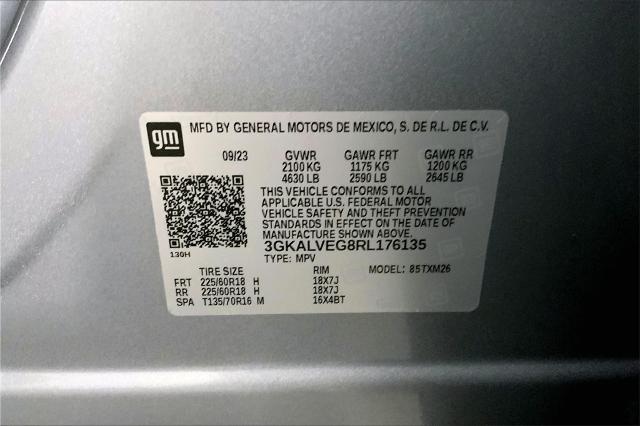 gm
MFD BY GENERAL MOTORS DE MEXICO, S. DE R.L. DE C.V.
09/23 GVWR GAWR FRT GAWR RR
2100 KG 1175 KG 1200 KG
4630 LB 2590 LB 2645 LB
THIS VEHICLE CONFORMS TO ALL
APPLICABLE U.S. FEDERAL MOTOR
VEHICLE SAFETY AND THEFT PREVENTION
STANDARDS IN EFFECT ON THE DATE OF
MANUFACTURE SHOWN ABOVE.
3GKALVEG8RL176135
130H
TYPE: MPV
TIRE SIZE RIM MODEL: 85TXM26
FRT 225/60R18 H 18X7J
RR 225/60R18 H 18X7J
SPA T135/70R16 M 16X4BT